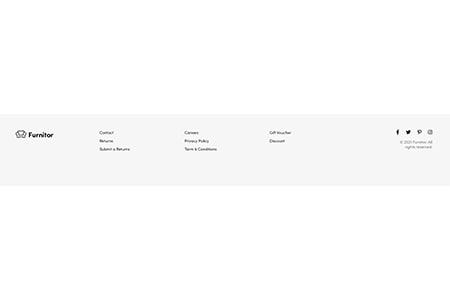 Furnitor
Contact
Returns
Submit a Returns
Careers
Privacy Policy
Term & Conditions
Gift Voucher
Discount
© 2021 Furnitor. All
rights reserved.